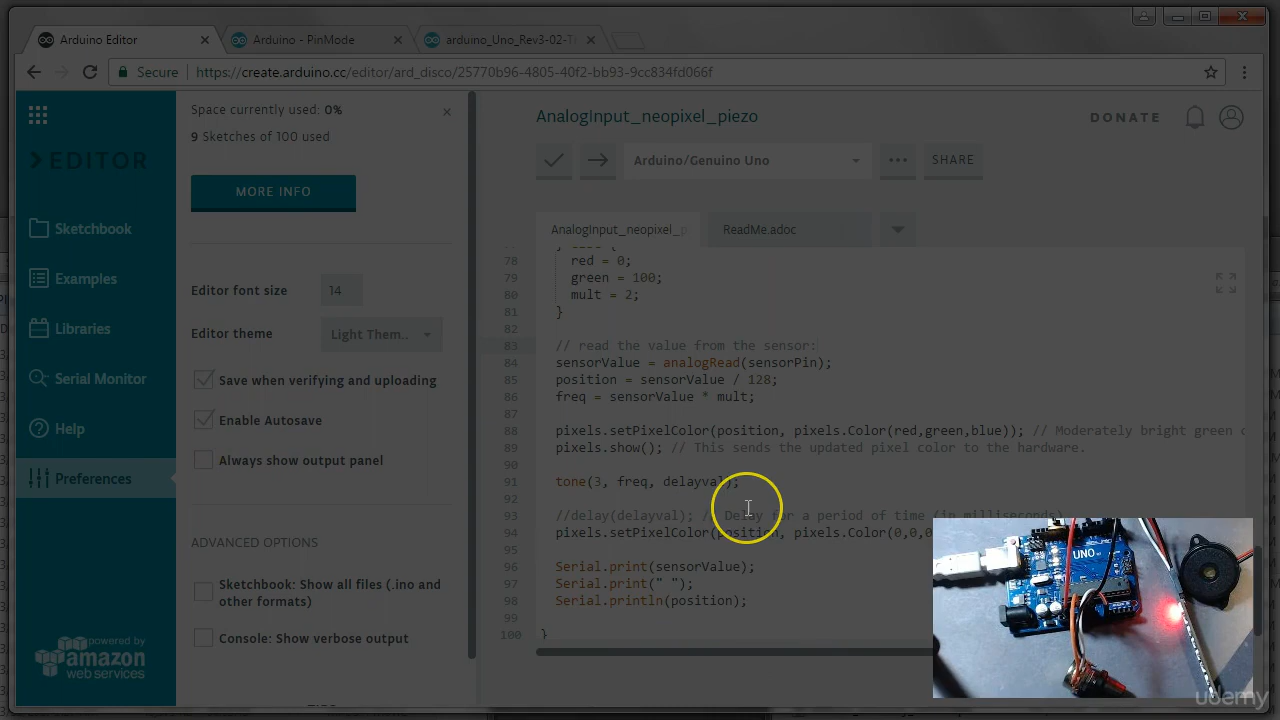 Arduino Editor
Arduino - PinMode
arduino_Uno_Rev3-02-T
Secure
https://create.arduino.cc/editor/ard_disco/25770b96-4805-40f2-bb93-9cc834fd066f
EDITOR
Sketchbook
Examples
Libraries
Serial Monitor
Help
Preferences
powered by
amazon
web services
Space currently used: 0%
9 Sketches of 100 used
MORE INFO
Editor font size
14
Editor theme
Light Them..
Save when verifying and uploading
Enable Autosave
Always show output panel
ADVANCED OPTIONS
Sketchbook: Show all files (.ino and
other formats)
Console: Show verbose output
AnalogInput_neopixel_piezo
DONATE
Arduino/Genuino Uno
SHARE
AnalogInput_neopixel_p
ReadMe.adoc
78 red = 0;
79 green = 100;
80 mult = 2;
81 }
82
83 // read the value from the sensor:
84 sensorValue = analogRead(sensorPin);
85 position = sensorValue / 128;
86 freq = sensorValue * mult;
87
88 pixels.setPixelColor(position, pixels.Color(red,green,blue)); // Moderately bright green c
89 pixels.show(); // This sends the updated pixel color to the hardware.
90
91 tone(3, freq, delayval);
92
93 //delay(delayval); // Delay for a period of time (in milliseconds)
94 pixels.setPixelColor(position, pixels.Color(0,0,0
95
96 Serial.print(sensorValue);
97 Serial.print(" ");
98 Serial.println(position);
99
100 }
UNO
udemy